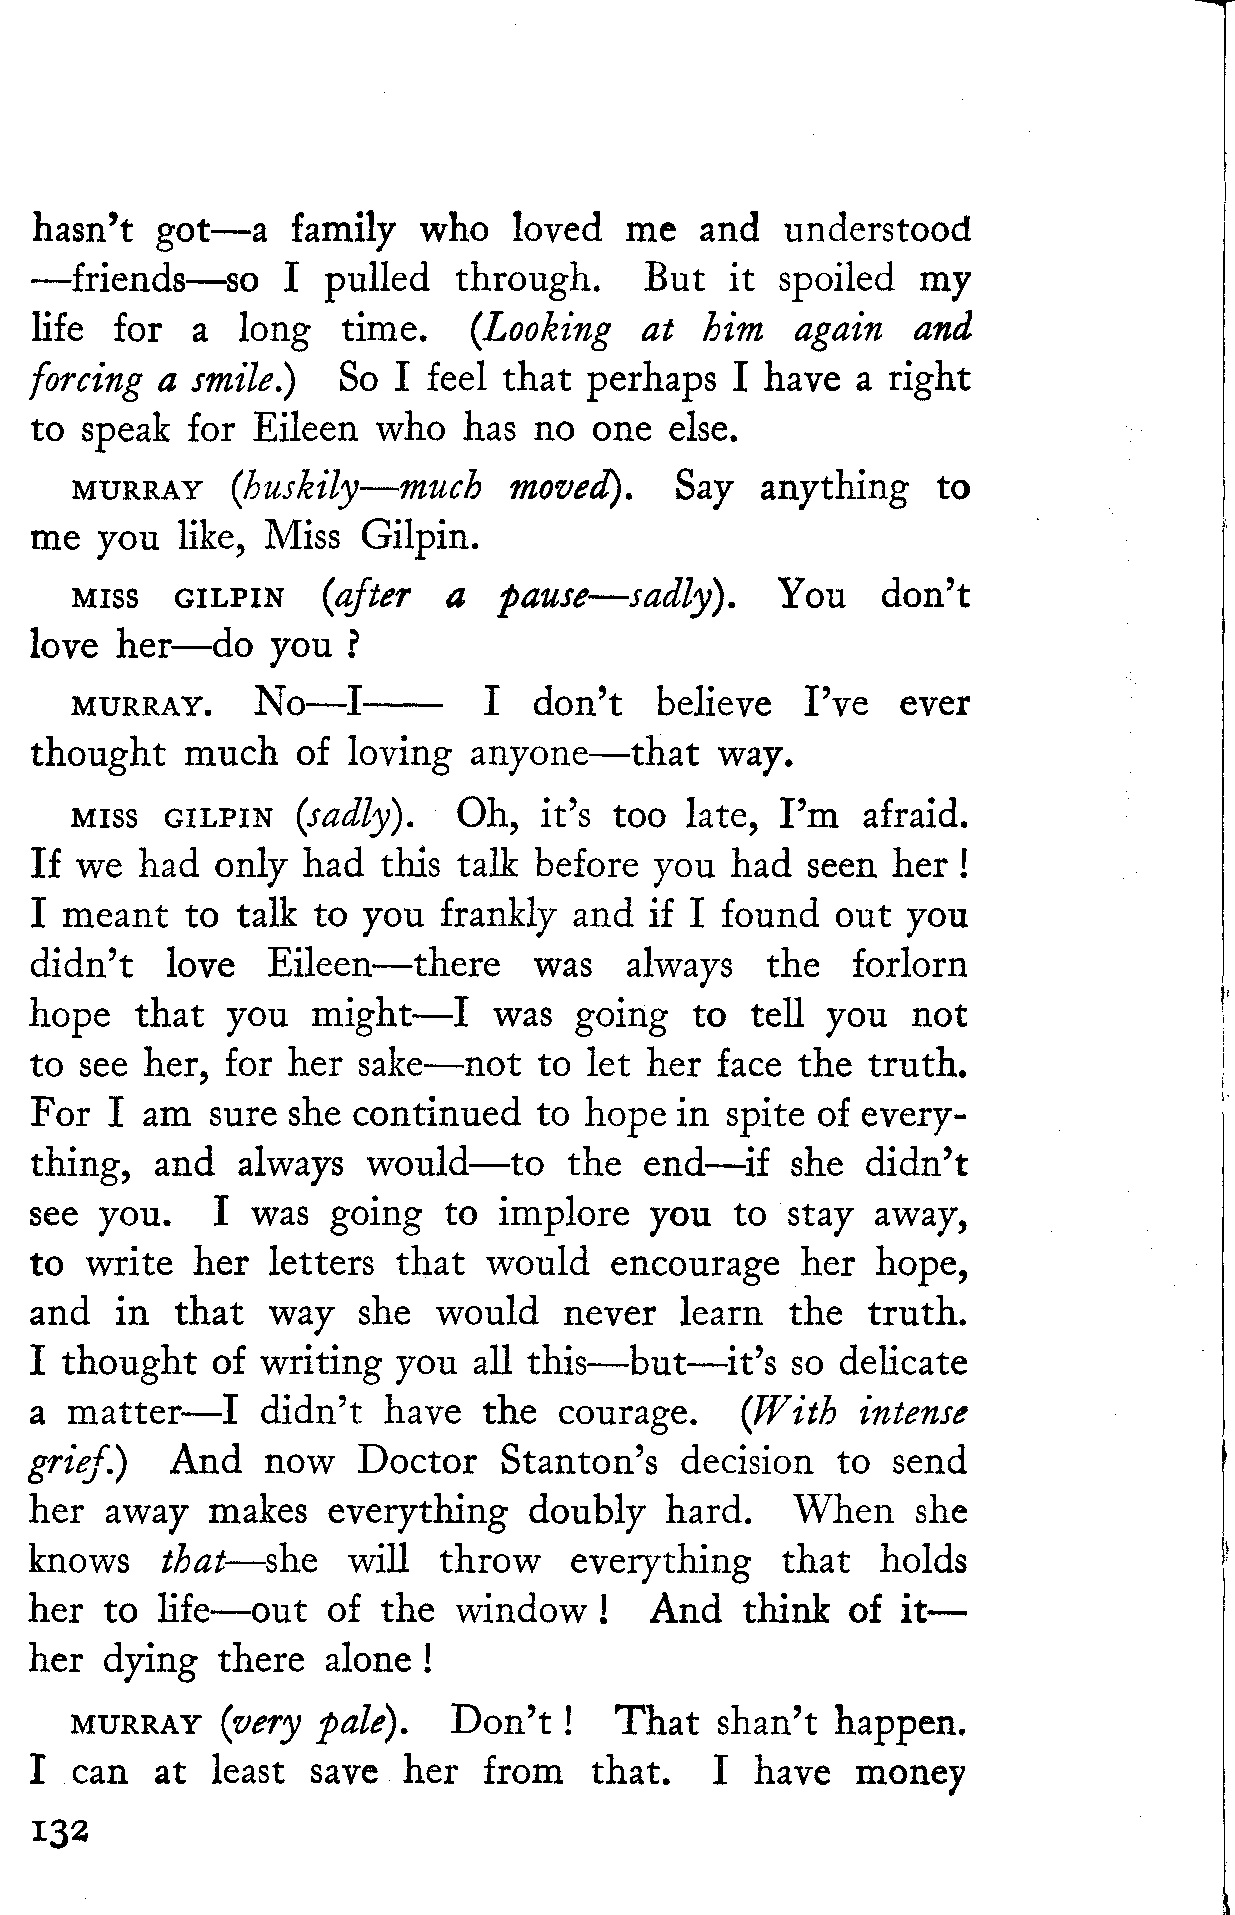 hasn't got—a family who loved me and understood
—friends—so I pulled through. But it spoiled my
life for a long time. (Looking at him again and
forcing a smile.) So I feel that perhaps I have a right
to speak for Eileen who has no one else.
MURRAY (huskily—much moved). Say anything to
me you like, Miss Gilpin.
MISS GILPIN (after a pause—sadly). You don't
love her—do you ?
MURRAY. No—I—— I don't believe I've ever
thought much of loving anyone—that way.
MISS GILPIN (sadly). Oh, it's too late, I'm afraid.
If we had only had this talk before you had seen her !
I meant to talk to you frankly and if I found out you
didn't love Eileen—there was always the forlorn
hope that you might—I was going to tell you not
to see her, for her sake—not to let her face the truth.
For I am sure she continued to hope in spite of every-
thing, and always would—to the end—if she didn't
see you. I was going to implore you to stay away,
to write her letters that would encourage her hope,
and in that way she would never learn the truth.
I thought of writing you all this—but—it's so delicate
a matter—I didn't have the courage. (With intense
grief.) And now Doctor Stanton's decision to send
her away makes everything doubly hard. When she
knows that—she will throw everything that holds
her to life—out of the window ! And think of it—
her dying there alone !
MURRAY (very pale). Don't ! That shan't happen.
I can at least save her from that. I have money
132